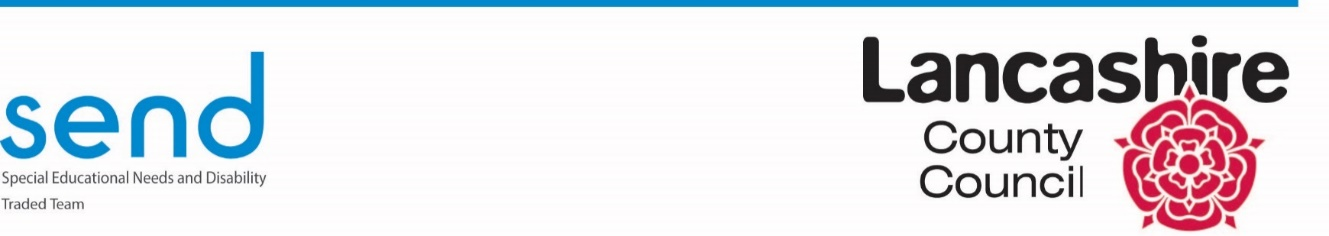 send
Special Educational Needs and Disability
Traded Team
Lancashire
County
Council